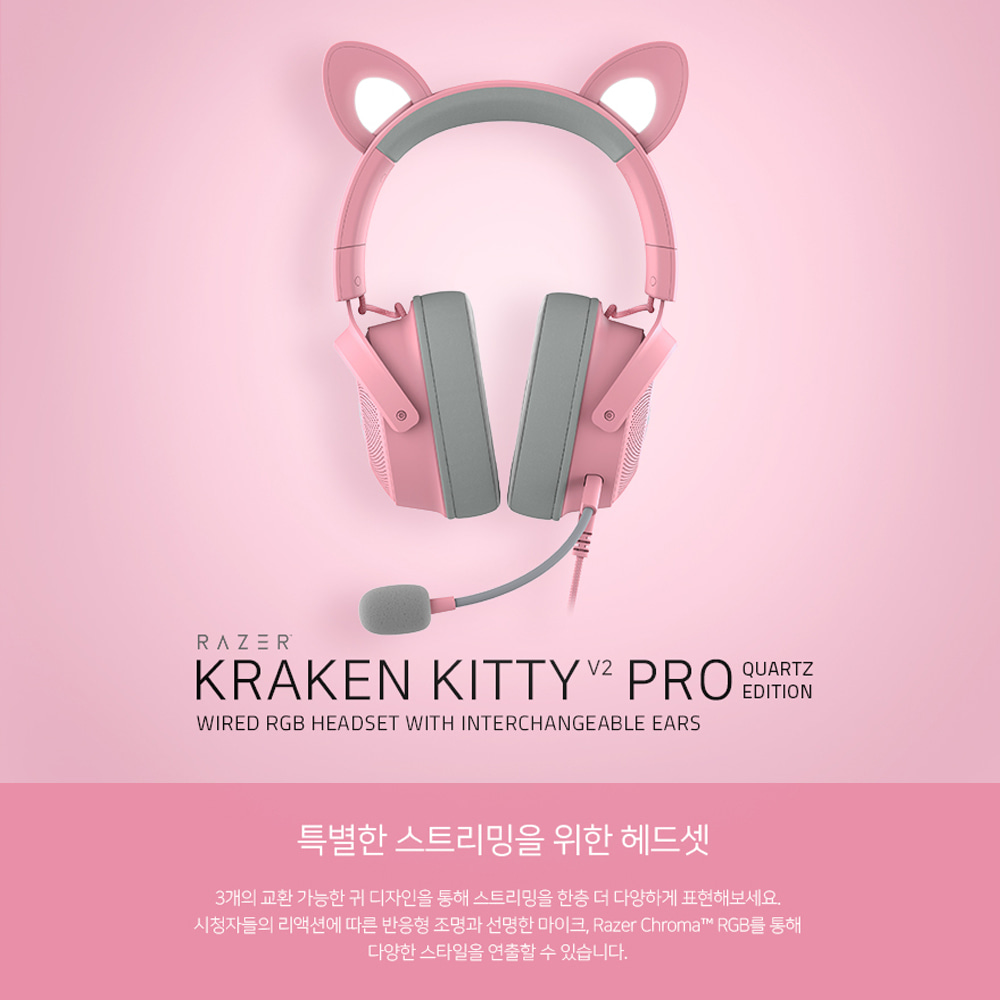 RAZER
KRAKEN KITTY V2 PRO QUARTZ EDITION
WIRED RGB HEADSET WITH INTERCHANGEABLE EARS
특별한 스트리밍을 위한 헤드셋
3개의 교환 가능한 귀 디자인을 통해 스트리밍을 한층 더 다양하게 표현해보세요.
시청자들의 리액션에 따른 반응형 조명과 선명한 마이크, Razer Chroma™ RGB를 통해
다양한 스타일을 연출할 수 있습니다.